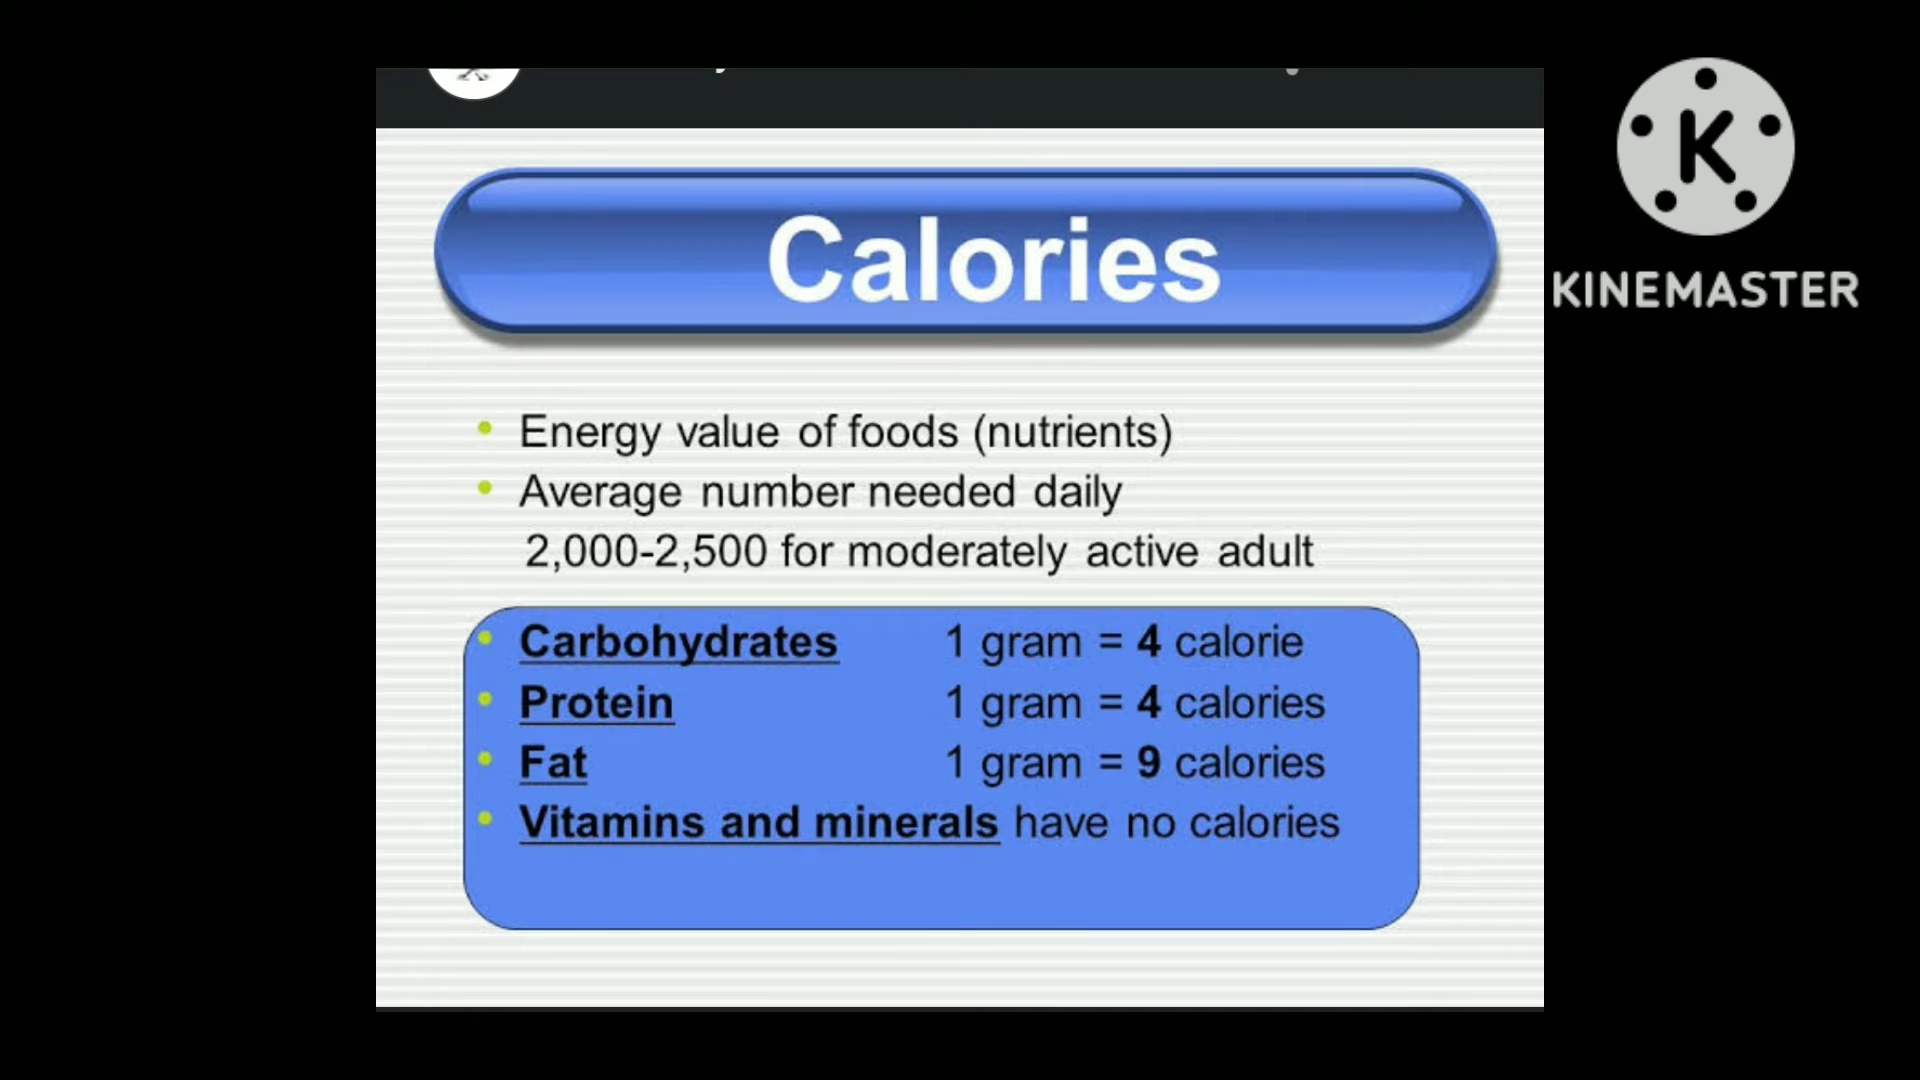 Calories
K
KINEMASTER
• Energy value of foods (nutrients)
• Average number needed daily
2,000-2,500 for moderately active adult
• Carbohydrates 1 gram = 4 calorie
• Protein 1 gram = 4 calories
• Fat 1 gram = 9 calories
• Vitamins and minerals have no calories